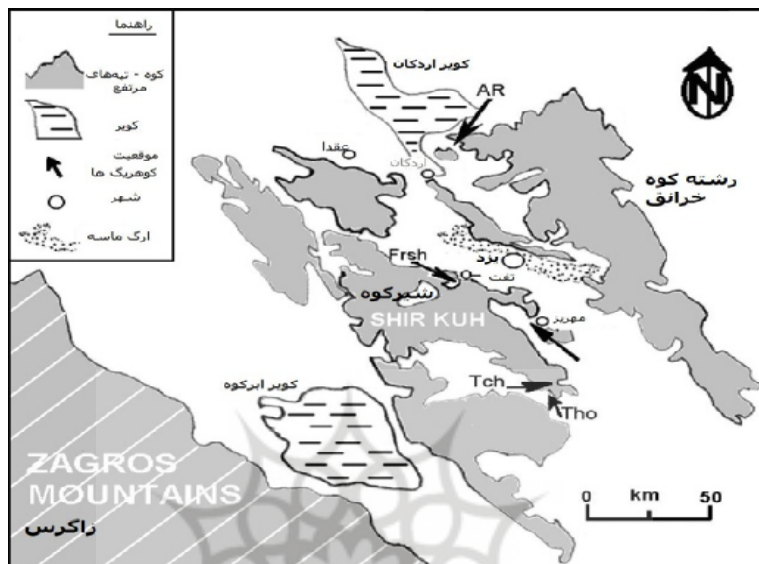 راهنما
کوه - تپه‌های
مرتفع
کویر
موقعیت
کوهریگ ها
شهر
ارگ ماسه
کویر اردکان
AR
N
عقدا
اردکان
رشته کوه
خرانق
Frsh
یزد
تفت
شیرکوه
SHIR KUH
مهریز
Tch
Tho
کویر ابرکوه
ZAGROS
MOUNTAINS
زاگرس
0 km 50